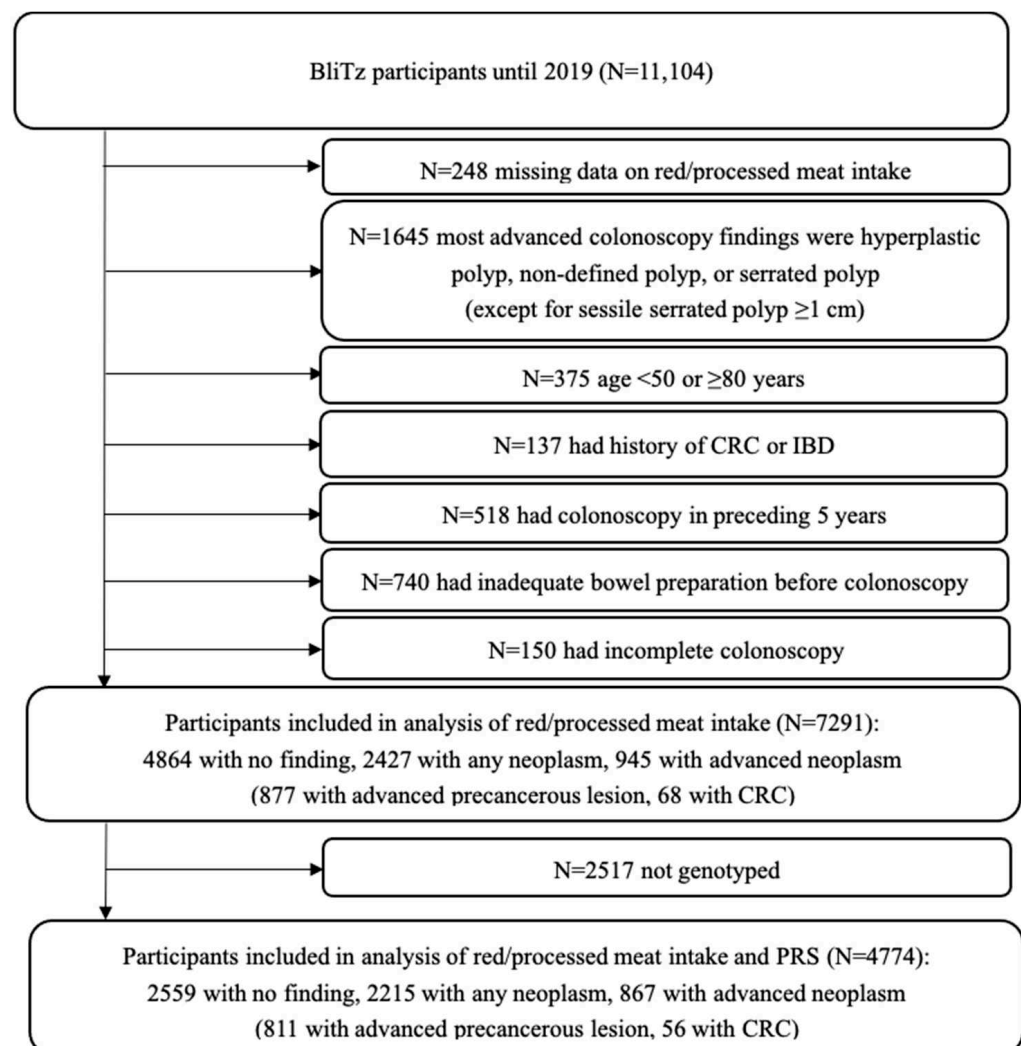 BliTz participants until 2019 (N=11,104)
N=248 missing data on red/processed meat intake
N=1645 most advanced colonoscopy findings were hyperplastic
polyp, non-defined polyp, or serrated polyp
(except for sessile serrated polyp ≥1 cm)
N=375 age <50 or ≥80 years
N=137 had history of CRC or IBD
N=518 had colonoscopy in preceding 5 years
N=740 had inadequate bowel preparation before colonoscopy
N=150 had incomplete colonoscopy
Participants included in analysis of red/processed meat intake (N=7291):
4864 with no finding, 2427 with any neoplasm, 945 with advanced neoplasm
(877 with advanced precancerous lesion, 68 with CRC)
N=2517 not genotyped
Participants included in analysis of red/processed meat intake and PRS (N=4774):
2559 with no finding, 2215 with any neoplasm, 867 with advanced neoplasm
(811 with advanced precancerous lesion, 56 with CRC)